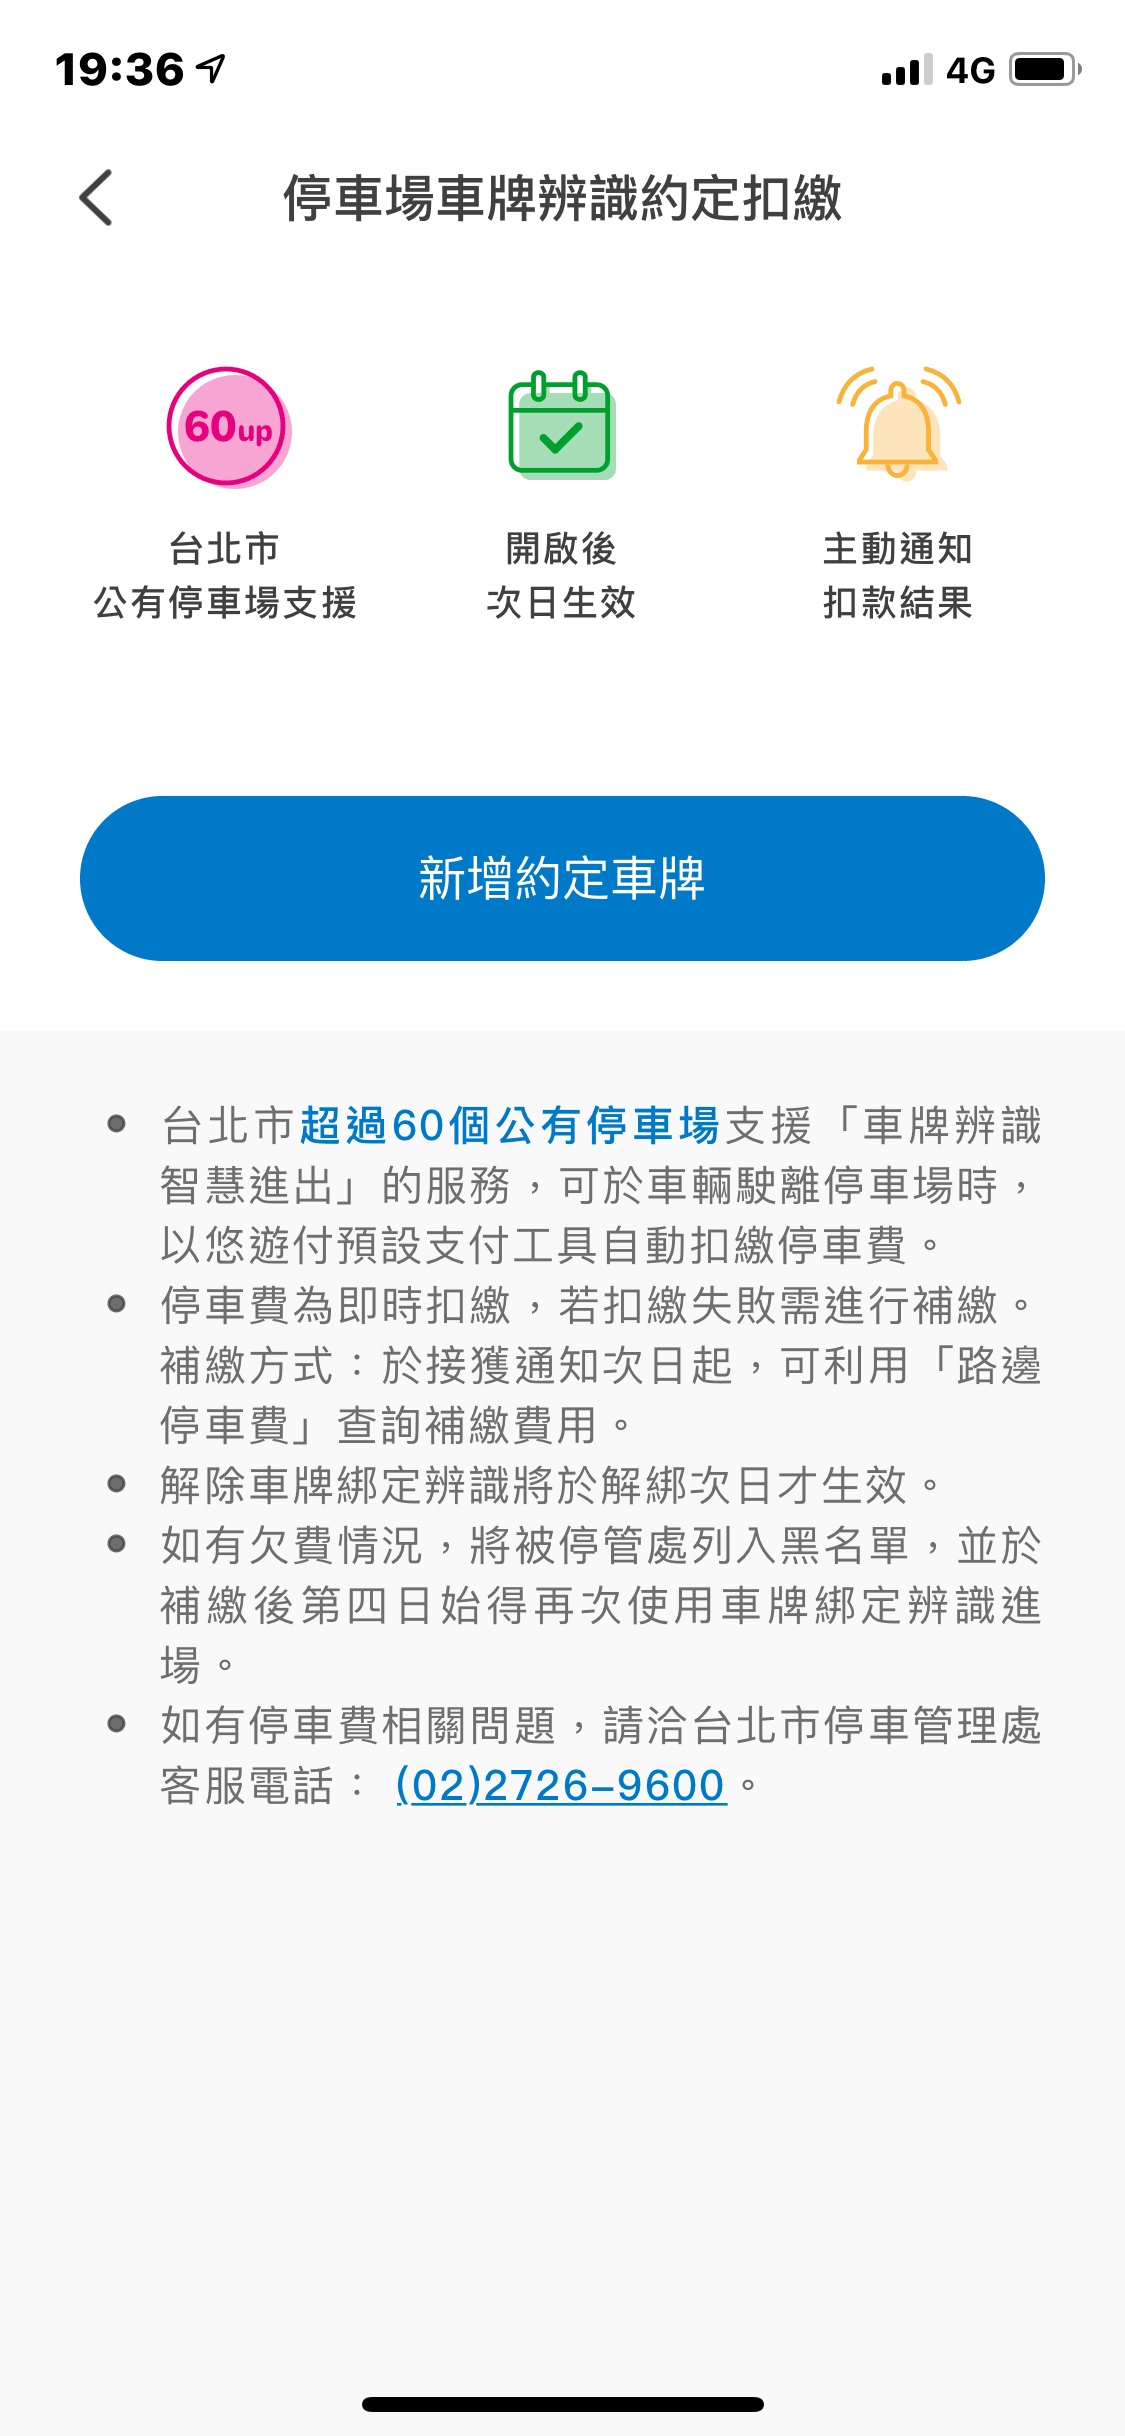 19:36
4G
停車場車牌辨識約定扣繳
60up
台北市
公有停車場支援
開啟後
次日生效
主動通知
扣款結果
新增約定車牌
台北市超過60個公有停車場支援「車牌辨識
智慧進出」的服務，可於車輛駛離停車場時，
以悠遊付預設支付工具自動扣繳停車費。
停車費為即時扣繳，若扣繳失敗需進行補繳。
補繳方式：於接獲通知次日起，可利用「路邊
停車費」查詢補繳費用。
解除車牌綁定辨識將於解綁次日才生效。
如有欠費情況，將被停管處列入黑名單，並於
補繳後第四日始得再次使用車牌綁定辨識進
場。
如有停車費相關問題，請洽台北市停車管理處
客服電話： (02)2726-9600。